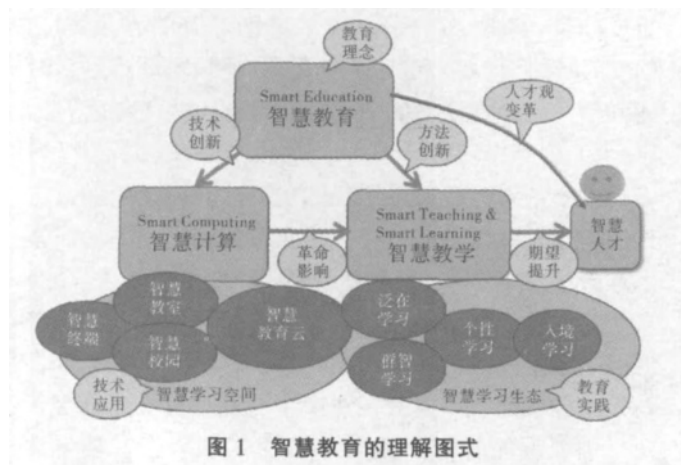 教育
理念
Smart Education
智慧教育
人才观
变革
技术
创新
方法
创新
Smart Computing
智慧计算
革命
影响
Smart Teaching &
Smart Learning
智慧教学
期望
提升
智慧
人才
智慧
终端
智慧
教室
智慧
校园
智慧
教育云
泛在
学习
群智
学习
个性
学习
入境
学习
技术
应用
智慧学习空间
智慧学习生态
教育
实践
图 1 智慧教育的理解图式